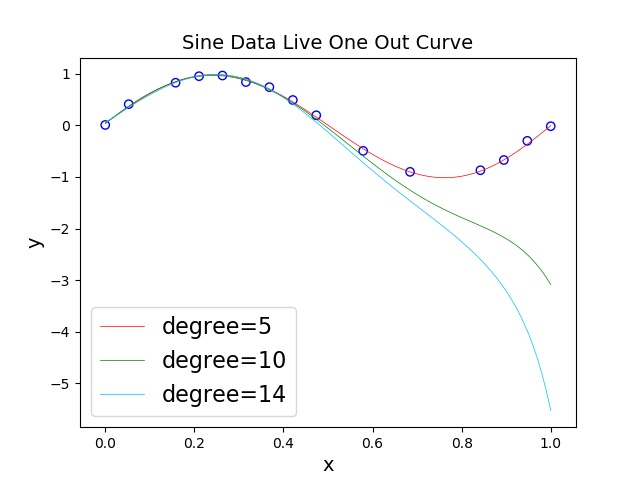 Sine Data Live One Out Curve
1
0
−1
−2
−3
−4
−5
y
degree=5
degree=10
degree=14
0.0 0.2 0.4 0.6 0.8 1.0
x